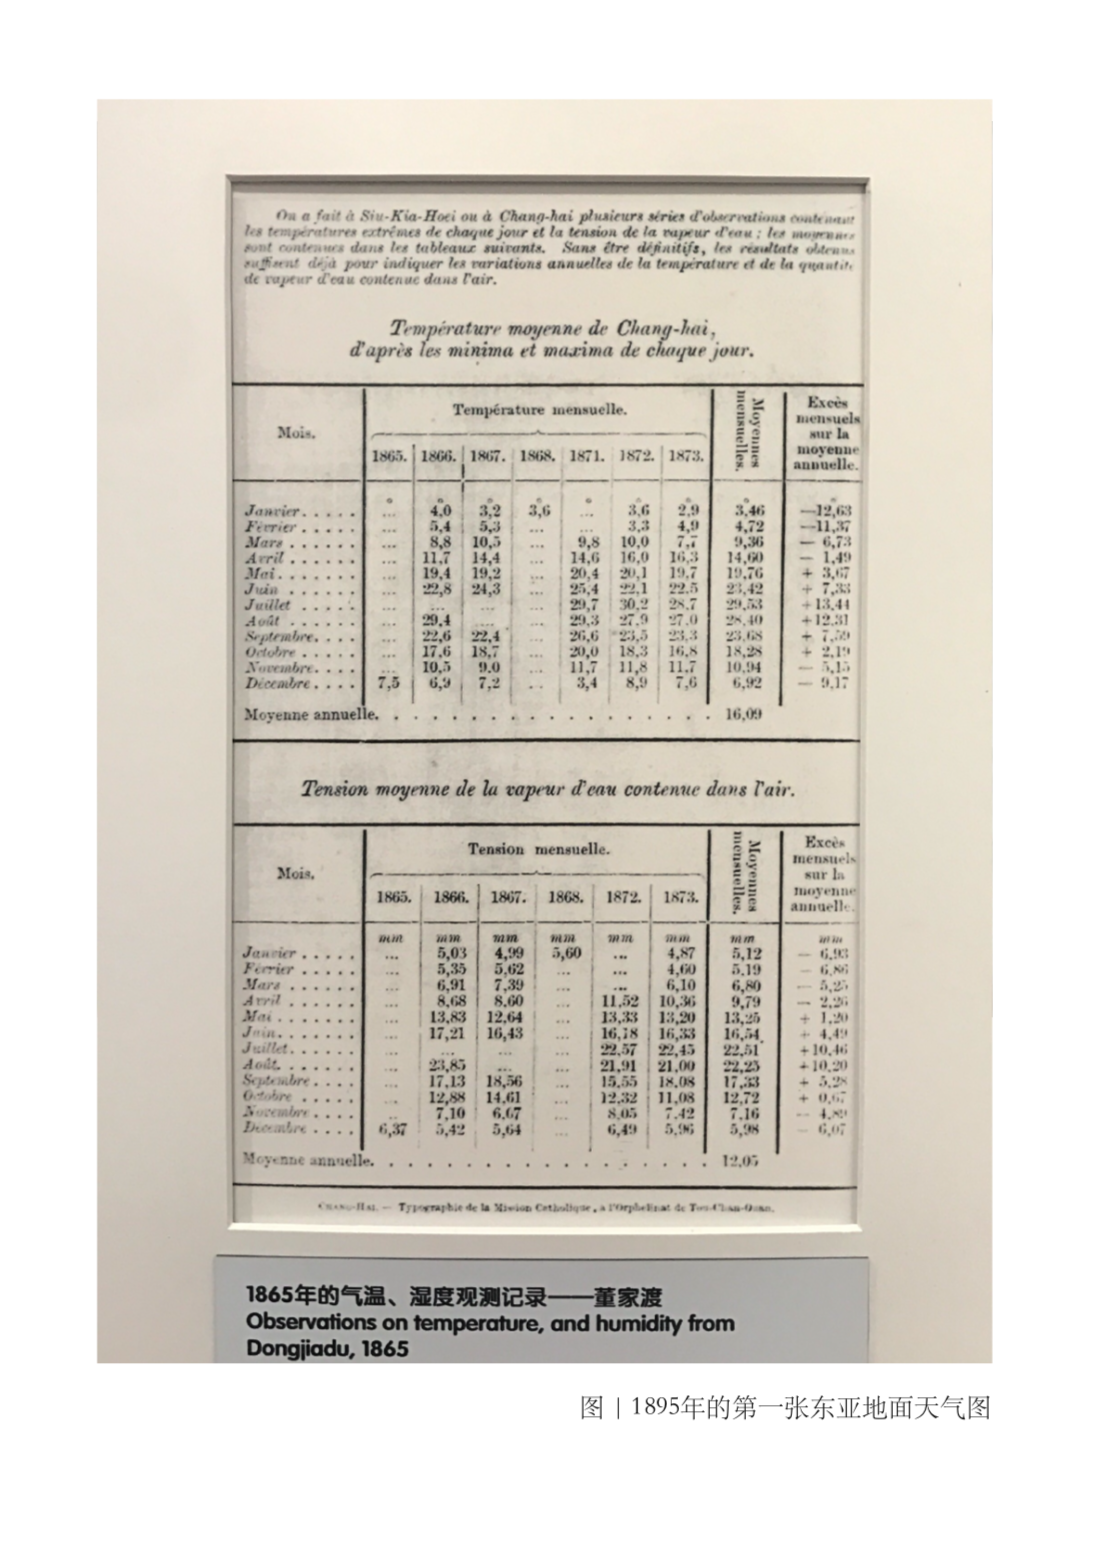 On a fait à Siu-Kia-Hoei ou à Chang-hai plusieurs séries d'observations contenant
les températures extrêmes de chaque jour et la tension de la vapeur d'eau ; les moyennes
sont contenues dans les tableaux suivants. Sans être définitifs, les résultats obtenus
suffisent déjà pour indiquer les variations annuelles de la température et de la quantité
de vapeur d'eau contenue dans l'air.
Température moyenne de Chang-hai,
d'après les minima et maxima de chaque jour.
Mois. Température mensuelle. Moyennes mensuelles. Excès mensuels sur la moyenne annuelle.
1865. 1866. 1867. 1868. 1871. 1872. 1873.
Janvier . . . . . ... 4,0 3,2 3,6 ... 3,6 2,9 3,46 —12,63
Février . . . . . ... 5,4 5,3 ... ... 3,3 4,9 4,72 —11,37
Mars . . . . . . ... 8,8 10,5 ... 9,8 10,0 7,7 9,36 — 6,73
Avril . . . . . . ... 11,7 14,4 ... 14,6 16,0 16,3 14,60 — 1,49
Mai . . . . . . . ... 19,4 19,2 ... 20,4 20,1 19,7 19,76 + 3,67
Juin . . . . . . ... 22,8 24,3 ... 25,4 22,1 22,5 23,42 + 7,33
Juillet . . . . . ... ... ... ... 29,7 30,2 28,7 29,53 +13,44
Août . . . . . . ... 29,4 ... ... 29,3 27,9 27,0 28,40 +12,31
Septembre. . . . ... 22,6 22,4 ... 26,6 23,5 23,3 23,68 + 7,59
Octobre . . . . . ... 17,6 18,7 ... 20,0 18,3 16,8 18,28 + 2,19
Novembre. . . . ... 10,5 9,0 ... 11,7 11,8 11,7 10,94 — 5,15
Décembre . . . . 7,5 6,9 7,2 ... 3,4 8,9 7,6 6,92 — 9,17
Moyenne annuelle. . . . . . . . . . . . . . . . . . 16,09
Tension moyenne de la vapeur d'eau contenue dans l'air.
Mois. Tension mensuelle. Moyennes mensuelles. Excès mensuels sur la moyenne annuelle.
1865. 1866. 1867. 1868. 1872. 1873.
mm mm mm mm mm mm mm mm
Janvier . . . . . ... 5,03 4,99 5,60 ... 4,87 5,12 — 6,93
Février . . . . . ... 5,35 5,62 ... ... 4,60 5,19 — 6,86
Mars . . . . . . ... 6,91 7,39 ... ... 6,10 6,80 — 5,25
Avril . . . . . . ... 8,68 8,60 ... 11,52 10,36 9,79 — 2,26
Mai . . . . . . . ... 13,83 12,64 ... 13,33 13,20 13,25 + 1,20
Juin. . . . . . . ... 17,21 16,43 ... 16,18 16,33 16,54 + 4,49
Juillet. . . . . . ... ... ... ... 22,57 22,45 22,51 +10,46
Août. . . . . . . ... 23,85 ... ... 21,91 21,00 22,25 +10,20
Septembre . . . . ... 17,13 18,56 ... 15,55 18,08 17,33 + 5,28
Octobre . . . . . ... 12,88 14,61 ... 12,32 11,08 12,72 + 0,67
Novembre . . . . ... 7,10 6,67 ... 8,05 7,42 7,16 — 4,89
Décembre . . . . 6,37 5,42 5,64 ... 6,49 5,96 5,98 — 6,07
Moyenne annuelle. . . . . . . . . . . . . . . . . . 12,05
CHANG-HAI. — Typographie de la Mission Catholique, à l'Orphelinat de Tou-Chan-Ouan.
1865年的气温、湿度观测记录——董家渡
Observations on temperature, and humidity from
Dongjiadu, 1865
图 | 1895年的第一张东亚地面天气图